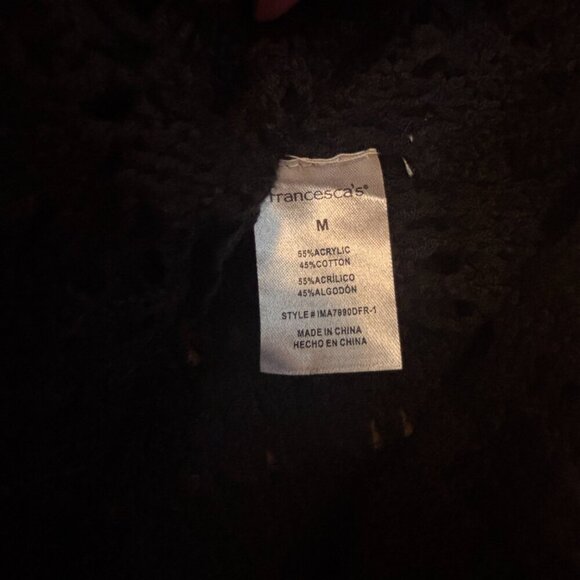 francesca's®
M
55%ACRYLIC
45%COTTON
55%ACRÍLICO
45%ALGODÓN
STYLE # IMA7890DFR-1
MADE IN CHINA
HECHO EN CHINA